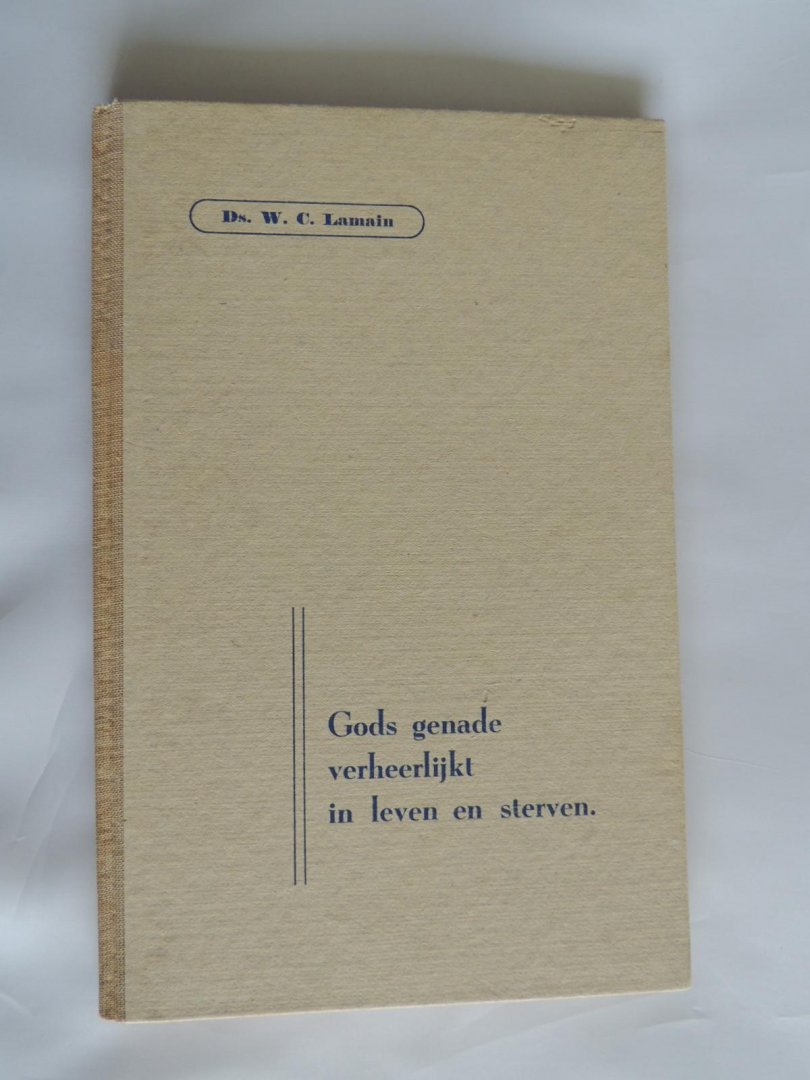 Ds. W. C. Lamain
Gods genade
verheerlijkt
in leven en sterven.